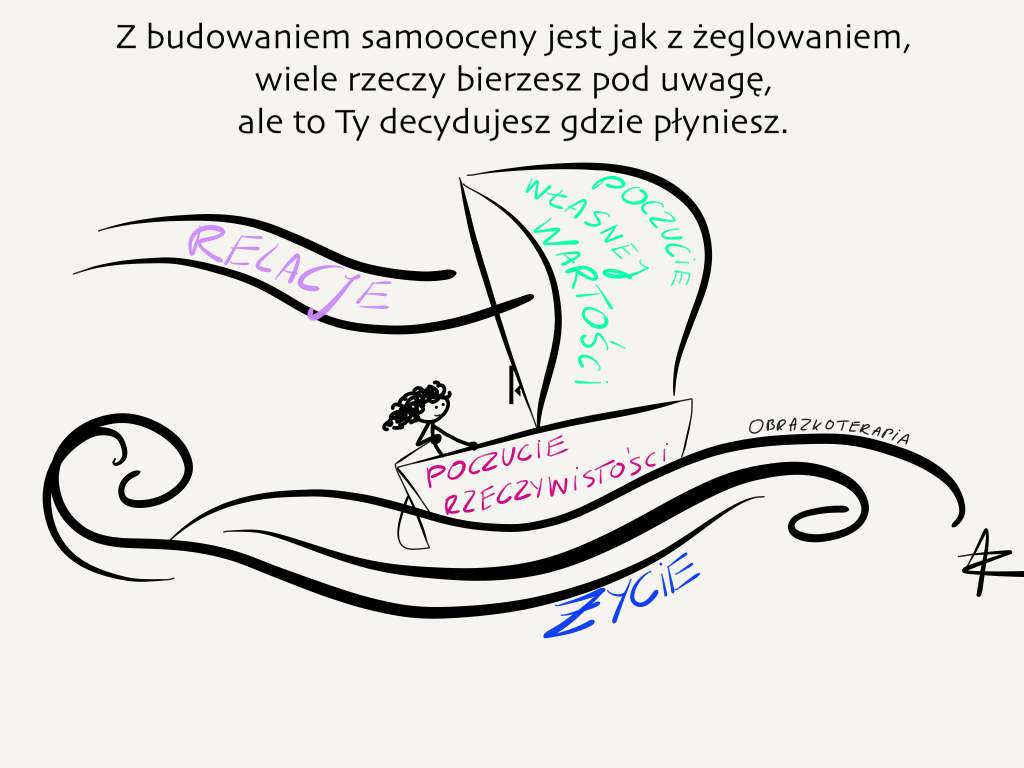 Z budowaniem samooceny jest jak z żeglowaniem,
wiele rzeczy bierzesz pod uwagę,
ale to Ty decydujesz gdzie płyniesz.
RELACJE
POCZUCIE
WŁASNEJ
WARTOŚCI
POCZUCIE
RZECZYWISTOŚCI
OBRAZKOTERAPIA
ŻYCIE